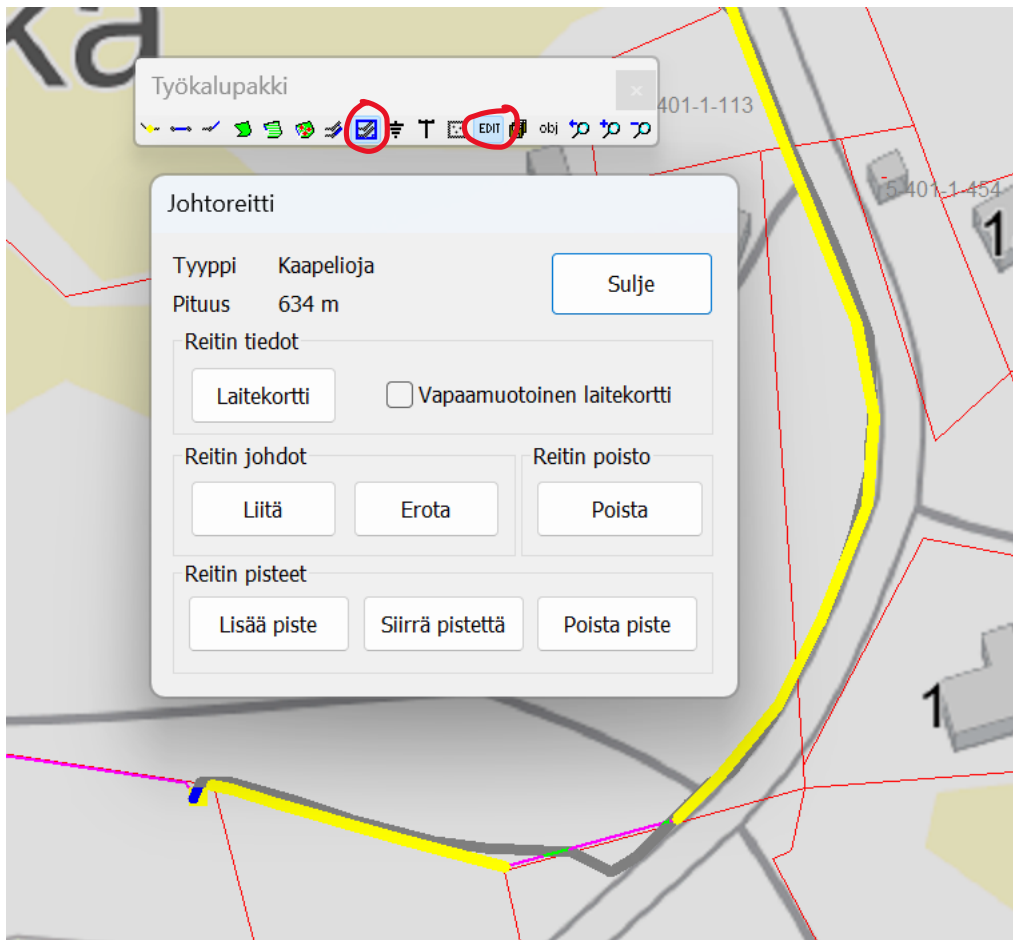 ka
Työkalupakki
401-1-113
EDIT
obj
5-401-1-454
1
Johtoreitti
Tyyppi Kaapelioja
Sulje
Pituus 634 m
Reitin tiedot
Laitekortti Vapaamuotoinen laitekortti
Reitin johdot Reitin poisto
Liitä Erota Poista
Reitin pisteet
Lisää piste Siirrä pistettä Poista piste
1